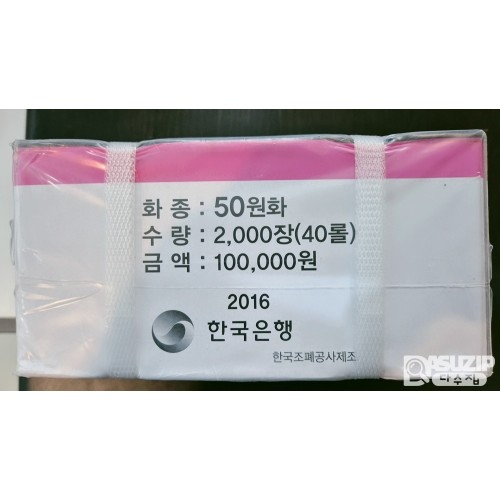 화 종 : 50원화
수 량 : 2,000장(40롤)
금 액 : 100,000원
2016
한국은행
한국조폐공사제조
ASUZIP
다수집